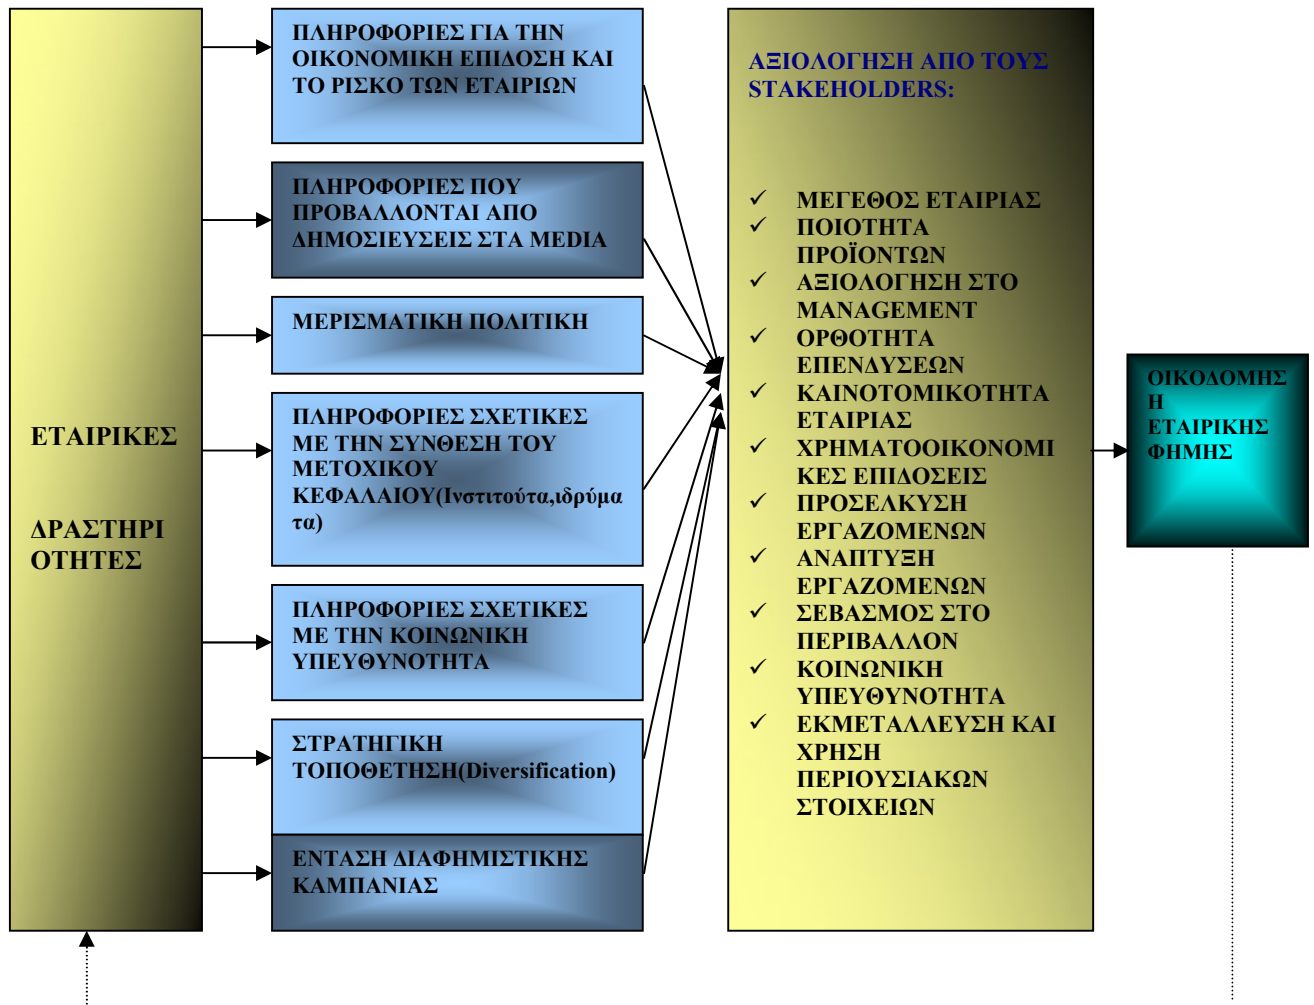 ΕΤΑΙΡΙΚΕΣ
ΔΡΑΣΤΗΡΙ
ΟΤΗΤΕΣ
ΠΛΗΡΟΦΟΡΙΕΣ ΓΙΑ ΤΗΝ
ΟΙΚΟΝΟΜΙΚΗ ΕΠΙΔΟΣΗ ΚΑΙ
ΤΟ ΡΙΣΚΟ ΤΩΝ ΕΤΑΙΡΙΩΝ
ΠΛΗΡΟΦΟΡΙΕΣ ΠΟΥ
ΠΡΟΒΑΛΛΟΝΤΑΙ ΑΠΟ
ΔΗΜΟΣΙΕΥΣΕΙΣ ΣΤΑ MEDIA
ΜΕΡΙΣΜΑΤΙΚΗ ΠΟΛΙΤΙΚΗ
ΠΛΗΡΟΦΟΡΙΕΣ ΣΧΕΤΙΚΕΣ
ΜΕ ΤΗΝ ΣΥΝΘΕΣΗ ΤΟΥ
ΜΕΤΟΧΙΚΟΥ
ΚΕΦΑΛΑΙΟΥ(Ινστιτούτα,ιδρύμα
τα)
ΠΛΗΡΟΦΟΡΙΕΣ ΣΧΕΤΙΚΕΣ
ΜΕ ΤΗΝ ΚΟΙΝΩΝΙΚΗ
ΥΠΕΥΘΥΝΟΤΗΤΑ
ΣΤΡΑΤΗΓΙΚΗ
ΤΟΠΟΘΕΤΗΣΗ(Diversification)
ΕΝΤΑΣΗ ΔΙΑΦΗΜΙΣΤΙΚΗΣ
ΚΑΜΠΑΝΙΑΣ
ΑΞΙΟΛΟΓΗΣΗ ΑΠΟ ΤΟΥΣ
STAKEHOLDERS:
✓ ΜΕΓΕΘΟΣ ΕΤΑΙΡΙΑΣ
✓ ΠΟΙΟΤΗΤΑ
ΠΡΟΪΟΝΤΩΝ
✓ ΑΞΙΟΛΟΓΗΣΗ ΣΤΟ
MANAGEMENT
✓ ΟΡΘΟΤΗΤΑ
ΕΠΕΝΔΥΣΕΩΝ
✓ ΚΑΙΝΟΤΟΜΙΚΟΤΗΤΑ
ΕΤΑΙΡΙΑΣ
✓ ΧΡΗΜΑΤΟΟΙΚΟΝΟΜΙ
ΚΕΣ ΕΠΙΔΟΣΕΙΣ
✓ ΠΡΟΣΕΛΚΥΣΗ
ΕΡΓΑΖΟΜΕΝΩΝ
✓ ΑΝΑΠΤΥΞΗ
ΕΡΓΑΖΟΜΕΝΩΝ
✓ ΣΕΒΑΣΜΟΣ ΣΤΟ
ΠΕΡΙΒΑΛΛΟΝ
✓ ΚΟΙΝΩΝΙΚΗ
ΥΠΕΥΘΥΝΟΤΗΤΑ
✓ ΕΚΜΕΤΑΛΛΕΥΣΗ ΚΑΙ
ΧΡΗΣΗ
ΠΕΡΙΟΥΣΙΑΚΩΝ
ΣΤΟΙΧΕΙΩΝ
ΟΙΚΟΔΟΜΗΣ
Η
ΕΤΑΙΡΙΚΗΣ
ΦΗΜΗΣ